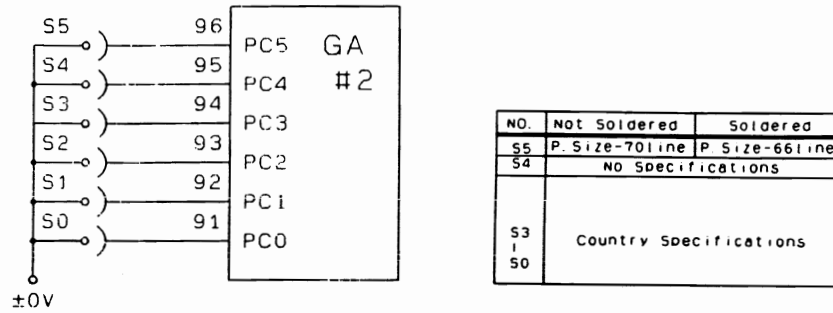 S5 96 PC5 GA
S4 95 PC4 #2
S3 94 PC3
S2 93 PC2
S1 92 PC1
S0 91 PC0
±0V
NO. Not Soldered Soldered
S5 P. Size-70line P. Size-66line
S4 No Specifications
S3
I
S0
Country Specifications